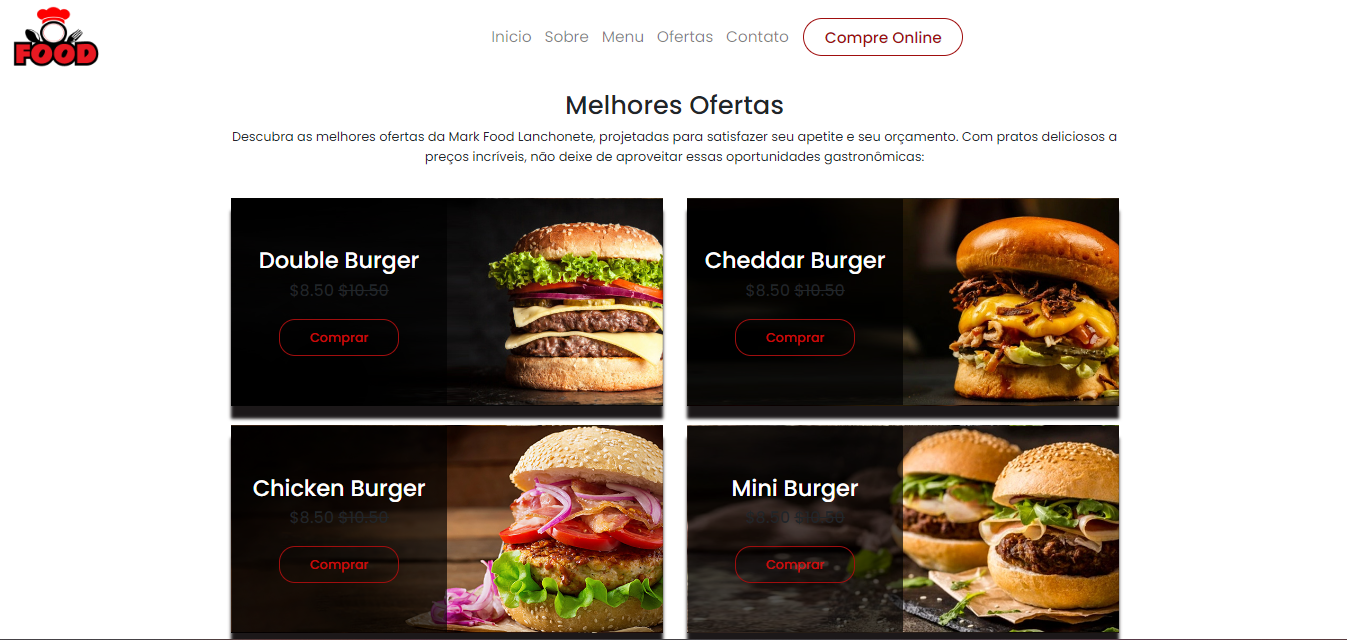 FOOD
Inicio Sobre Menu Ofertas Contato Compre Online
Melhores Ofertas
Descubra as melhores ofertas da Mark Food Lanchonete, projetadas para satisfazer seu apetite e seu orçamento. Com pratos deliciosos a
preços incríveis, não deixe de aproveitar essas oportunidades gastronômicas:
Double Burger
$8.50 $10.50
Comprar
Cheddar Burger
$8.50 $10.50
Comprar
Chicken Burger
$8.50 $10.50
Comprar
Mini Burger
Comprar